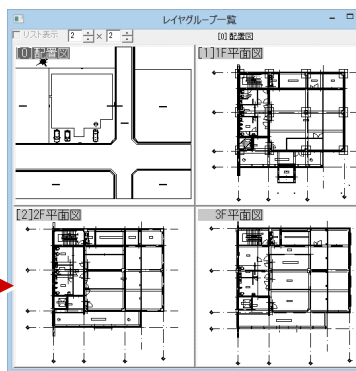 レイヤグループ一覧
リスト表示 2 × 2 [0] 配置図
[0]配置図
[1]1F平面図
[2]2F平面図
3F平面図